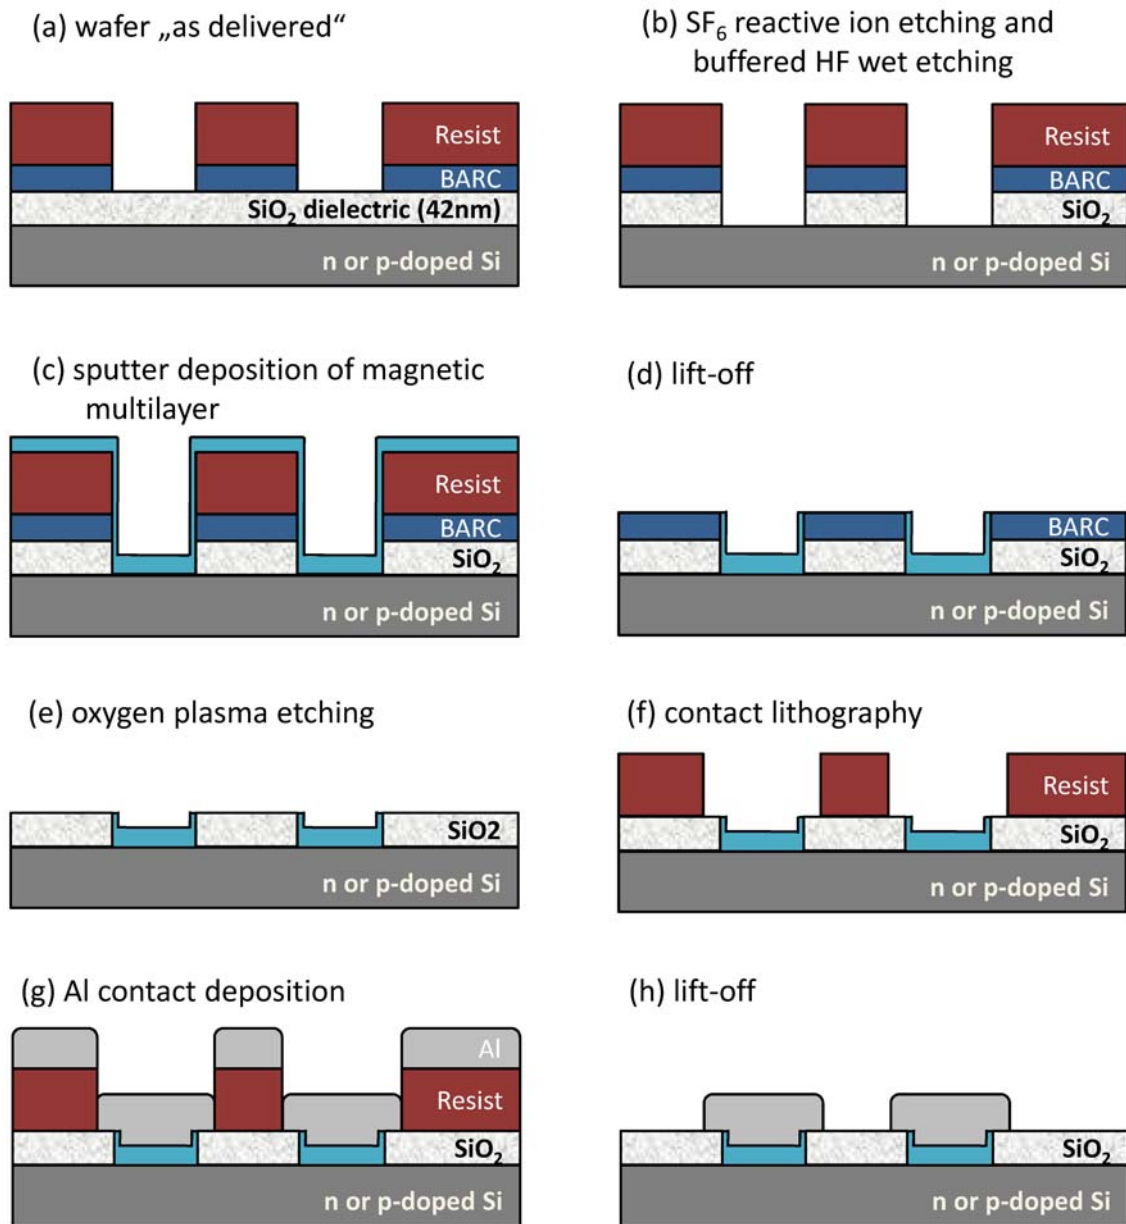 (a) wafer „as delivered“
Resist
BARC
SiO₂ dielectric (42nm)
n or p-doped Si
(b) SF₆ reactive ion etching and
buffered HF wet etching
Resist
BARC
SiO₂
n or p-doped Si
(c) sputter deposition of magnetic
multilayer
Resist
BARC
SiO₂
n or p-doped Si
(d) lift-off
BARC
SiO₂
n or p-doped Si
(e) oxygen plasma etching
SiO2
n or p-doped Si
(f) contact lithography
Resist
SiO₂
n or p-doped Si
(g) Al contact deposition
Al
Resist
SiO₂
n or p-doped Si
(h) lift-off
SiO₂
n or p-doped Si